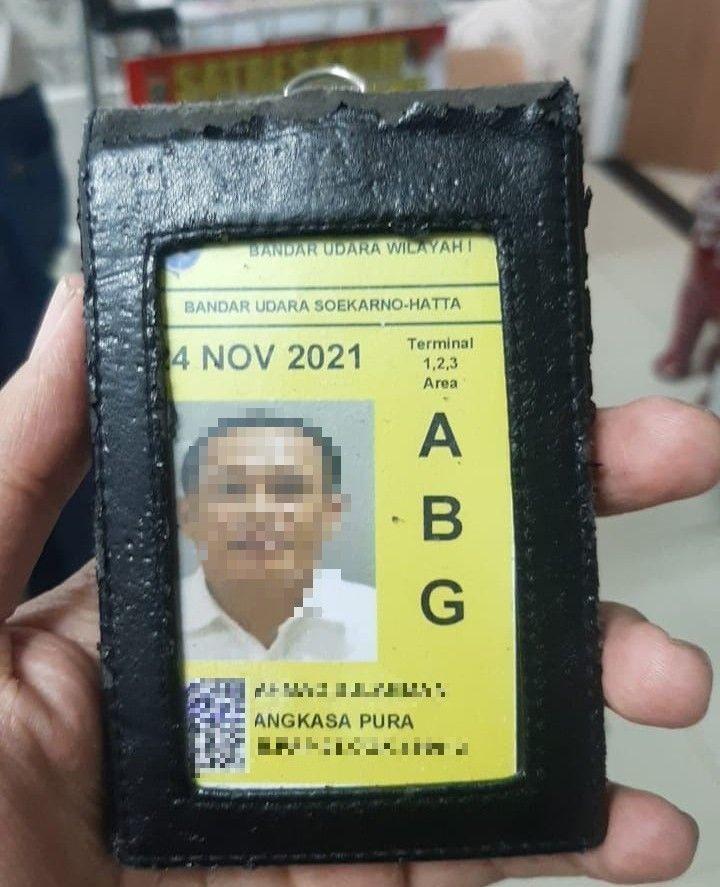 BANDAR UDARA WILAYAH I
BANDAR UDARA SOEKARNO-HATTA
4 NOV 2021
Terminal
1,2,3
Area
A
B
G
ANGKASA PURA